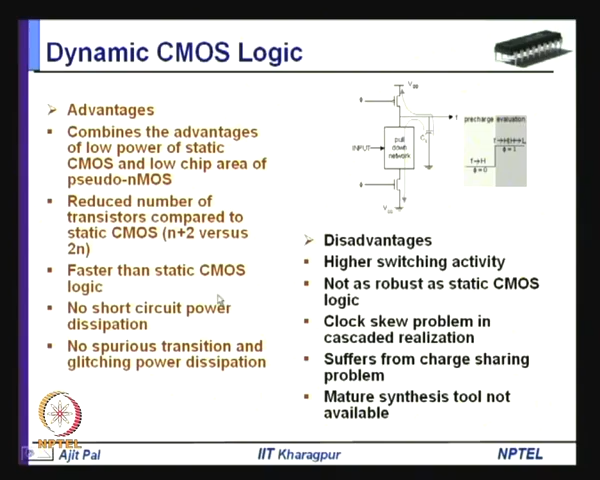 Dynamic CMOS Logic
Advantages
Combines the advantages
of low power of static
CMOS and low chip area of
pseudo-nMOS
Reduced number of
transistors compared to
static CMOS (n+2 versus
2n)
Faster than static CMOS
logic
No short circuit power
dissipation
No spurious transition and
glitching power dissipation
VDD
ϕ
f
INPUT
pull
down
network
CL
ϕ
precharge evaluation
f→H
ϕ = 0
ϕ = 1
Disadvantages
Higher switching activity
Not as robust as static CMOS
logic
Clock skew problem in
cascaded realization
Suffers from charge sharing
problem
Mature synthesis tool not
available
NPTEL
Ajit Pal
IIT Kharagpur
NPTEL